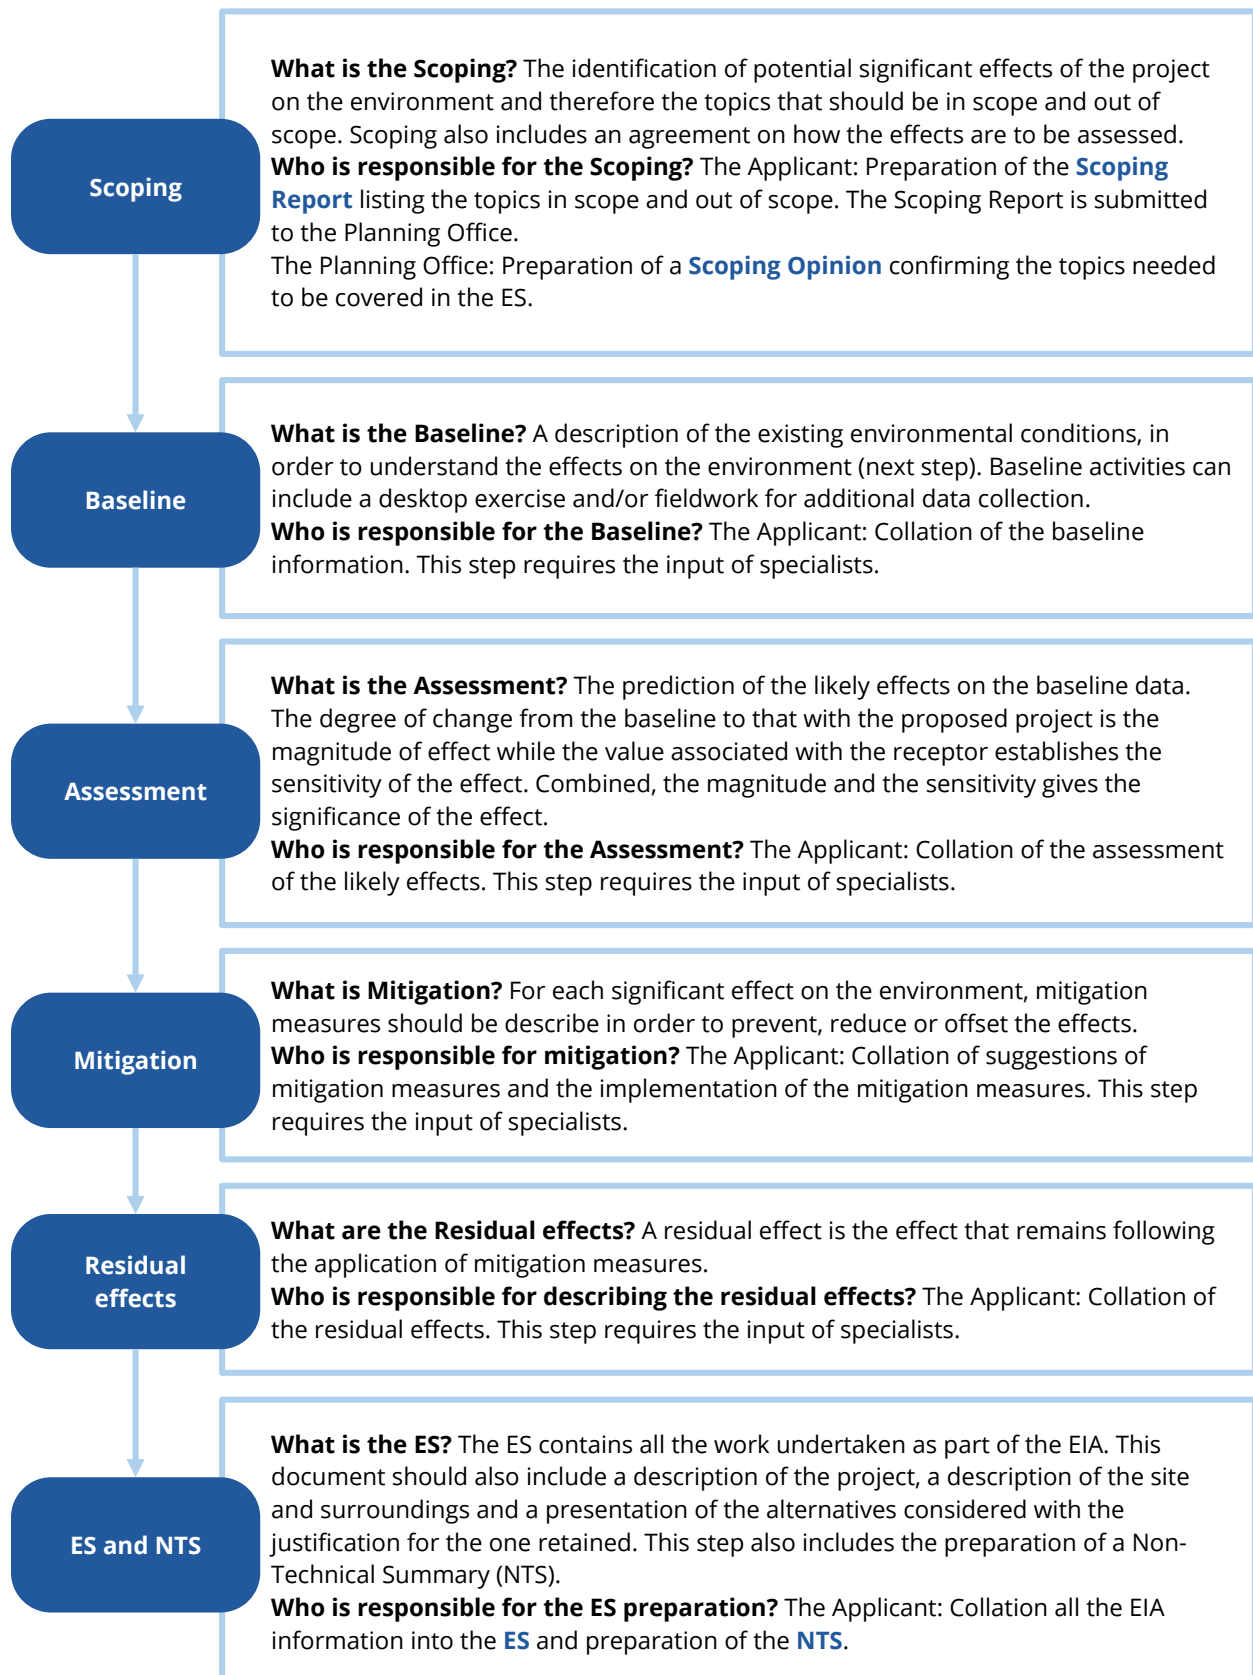 What is the Scoping? The identification of potential significant effects of the project
on the environment and therefore the topics that should be in scope and out of
scope. Scoping also includes an agreement on how the effects are to be assessed.
Who is responsible for the Scoping? The Applicant: Preparation of the Scoping
Report listing the topics in scope and out of scope. The Scoping Report is submitted
to the Planning Office.
The Planning Office: Preparation of a Scoping Opinion confirming the topics needed
to be covered in the ES.
Scoping
What is the Baseline? A description of the existing environmental conditions, in
order to understand the effects on the environment (next step). Baseline activities can
include a desktop exercise and/or fieldwork for additional data collection.
Who is responsible for the Baseline? The Applicant: Collation of the baseline
information. This step requires the input of specialists.
Baseline
What is the Assessment? The prediction of the likely effects on the baseline data.
The degree of change from the baseline to that with the proposed project is the
magnitude of effect while the value associated with the receptor establishes the
sensitivity of the effect. Combined, the magnitude and the sensitivity gives the
significance of the effect.
Who is responsible for the Assessment? The Applicant: Collation of the assessment
of the likely effects. This step requires the input of specialists.
Assessment
What is Mitigation? For each significant effect on the environment, mitigation
measures should be describe in order to prevent, reduce or offset the effects.
Who is responsible for mitigation? The Applicant: Collation of suggestions of
mitigation measures and the implementation of the mitigation measures. This step
requires the input of specialists.
Mitigation
What are the Residual effects? A residual effect is the effect that remains following
the application of mitigation measures.
Who is responsible for describing the residual effects? The Applicant: Collation of
the residual effects. This step requires the input of specialists.
Residual
effects
What is the ES? The ES contains all the work undertaken as part of the EIA. This
document should also include a description of the project, a description of the site
and surroundings and a presentation of the alternatives considered with the
justification for the one retained. This step also includes the preparation of a Non-
Technical Summary (NTS).
Who is responsible for the ES preparation? The Applicant: Collation all the EIA
information into the ES and preparation of the NTS.
ES and NTS